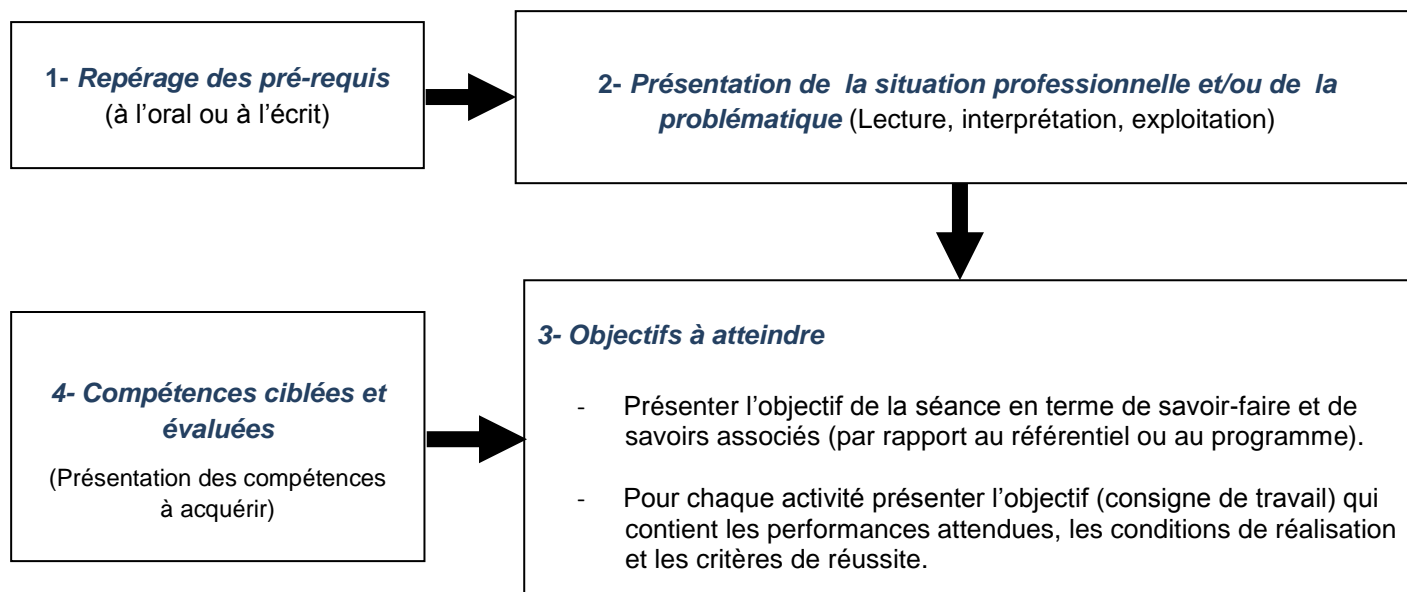 1- Repérage des pré-requis
(à l’oral ou à l’écrit)
2- Présentation de la situation professionnelle et/ou de la
problématique (Lecture, interprétation, exploitation)
3- Objectifs à atteindre
- Présenter l’objectif de la séance en terme de savoir-faire et de
savoirs associés (par rapport au référentiel ou au programme).
- Pour chaque activité présenter l’objectif (consigne de travail) qui
contient les performances attendues, les conditions de réalisation
et les critères de réussite.
4- Compétences ciblées et
évaluées
(Présentation des compétences
à acquérir)